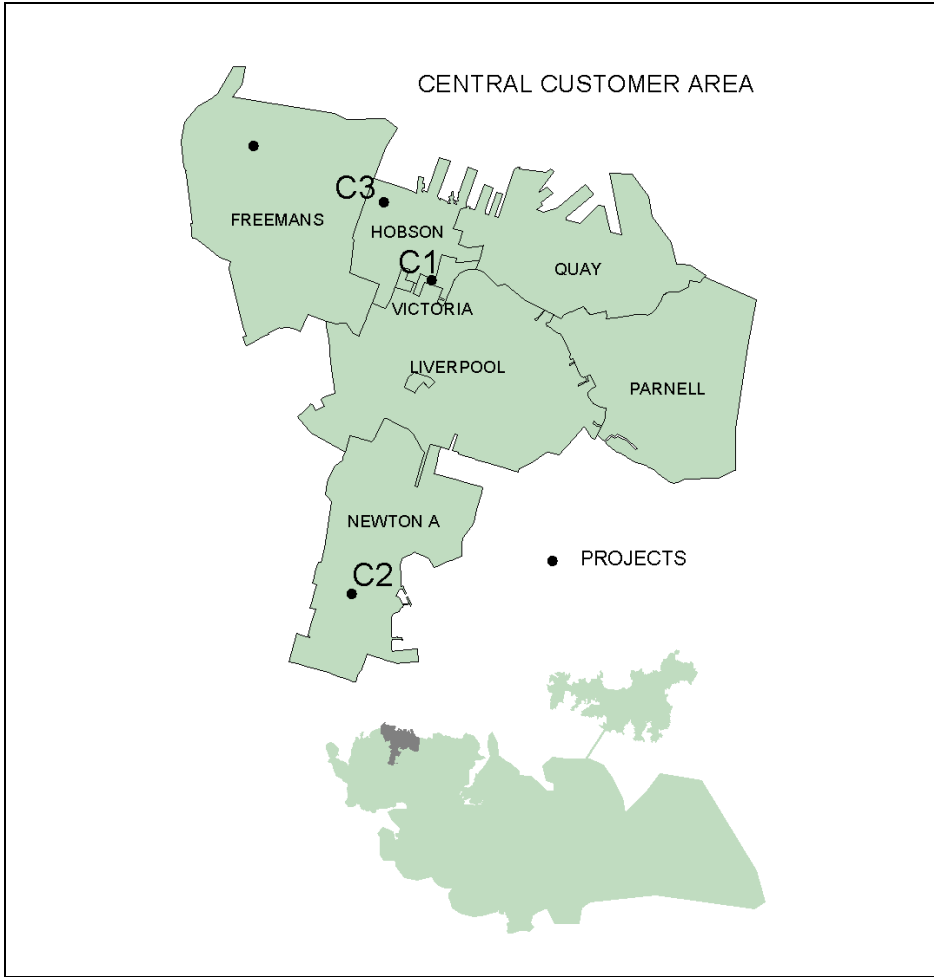 CENTRAL CUSTOMER AREA
C3
FREEMANS
HOBSON
C1
QUAY
VICTORIA
LIVERPOOL
PARNELL
NEWTON A
PROJECTS
C2